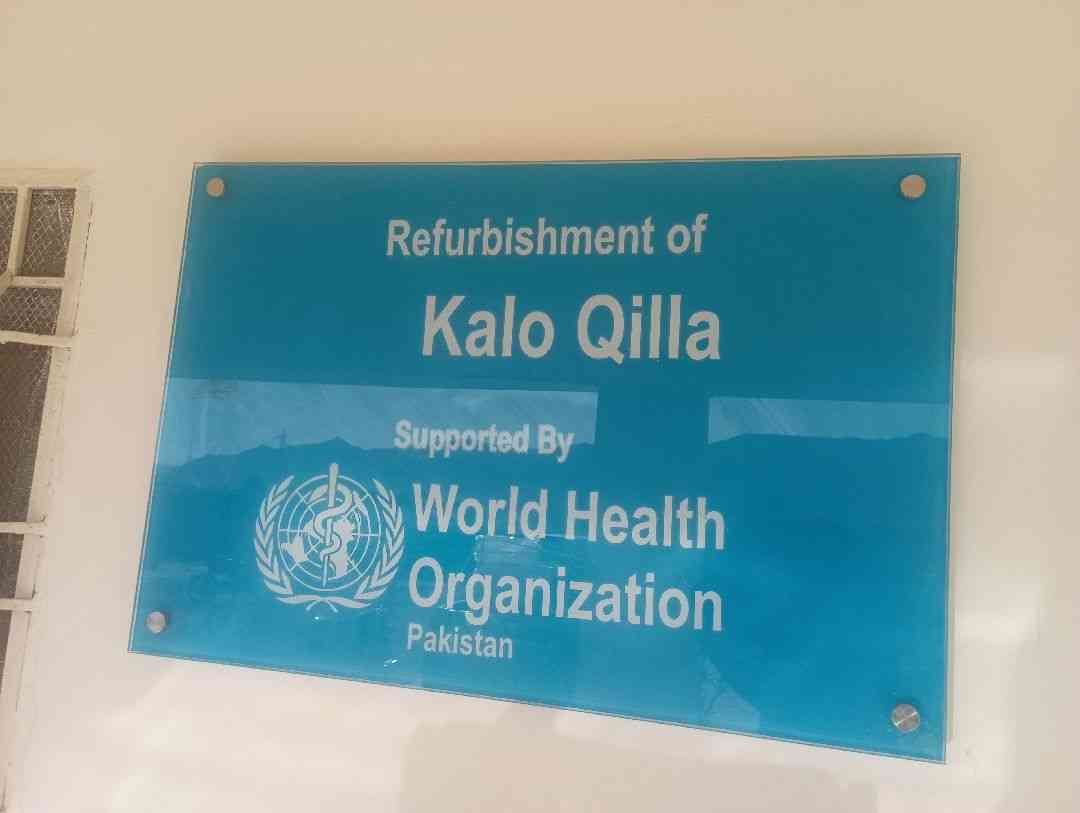 Refurbishment of
Kalo Qilla
Supported By
World Health
Organization
Pakistan